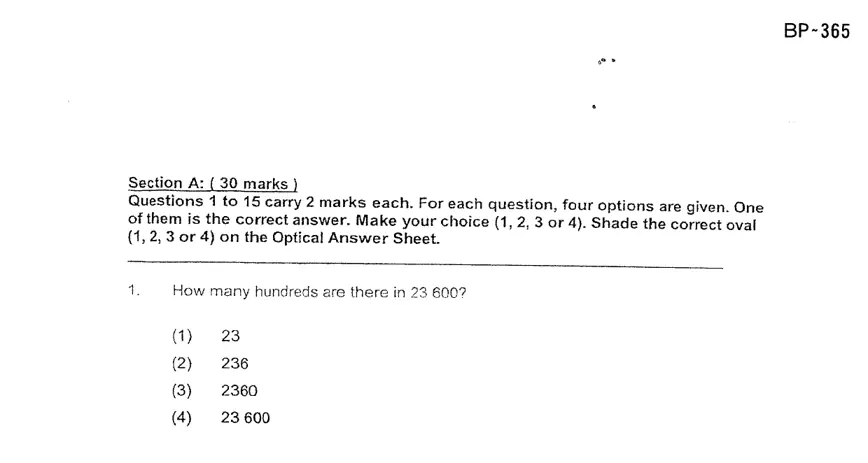 BP-365
Section A: ( 30 marks )
Questions 1 to 15 carry 2 marks each. For each question, four options are given. One
of them is the correct answer. Make your choice (1, 2, 3 or 4). Shade the correct oval
(1, 2, 3 or 4) on the Optical Answer Sheet.
1. How many hundreds are there in 23 600?
(1) 23
(2) 236
(3) 2360
(4) 23 600